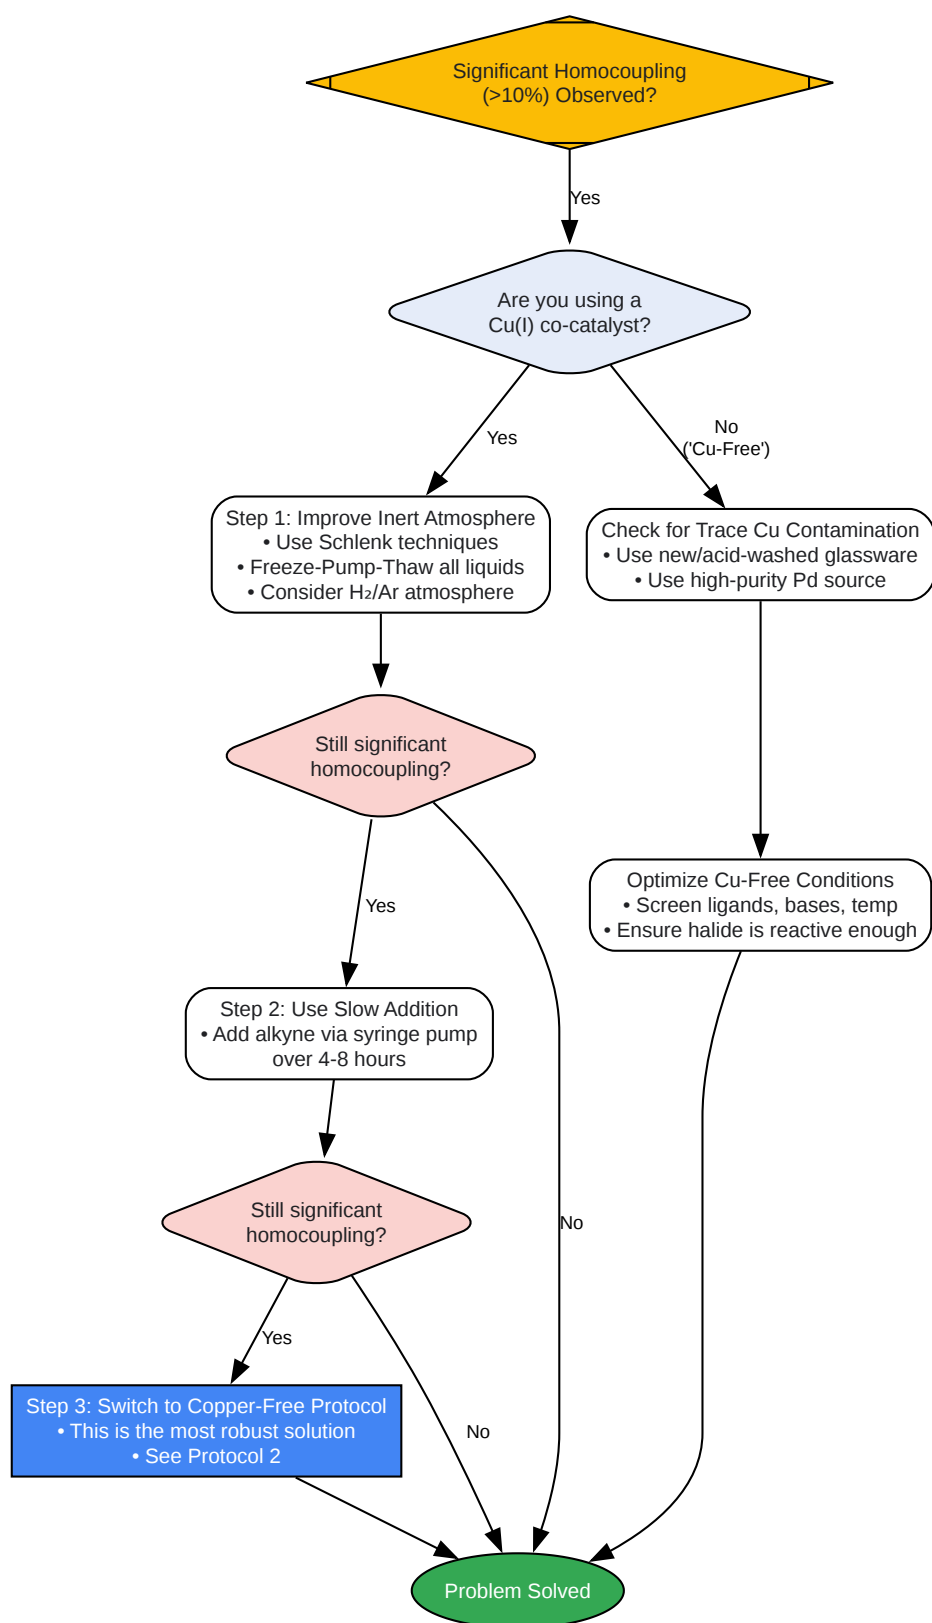 Significant Homocoupling
(>10%) Observed?
Yes
Are you using a
Cu(I) co-catalyst?
Yes
No
('Cu-Free')
Step 1: Improve Inert Atmosphere
• Use Schlenk techniques
• Freeze-Pump-Thaw all liquids
• Consider H₂/Ar atmosphere
Check for Trace Cu Contamination
• Use new/acid-washed glassware
• Use high-purity Pd source
Still significant
homocoupling?
Yes
Optimize Cu-Free Conditions
• Screen ligands, bases, temp
• Ensure halide is reactive enough
Step 2: Use Slow Addition
• Add alkyne via syringe pump
over 4-8 hours
Still significant
homocoupling?
No
Yes
Step 3: Switch to Copper-Free Protocol
• This is the most robust solution
• See Protocol 2
No
Problem Solved